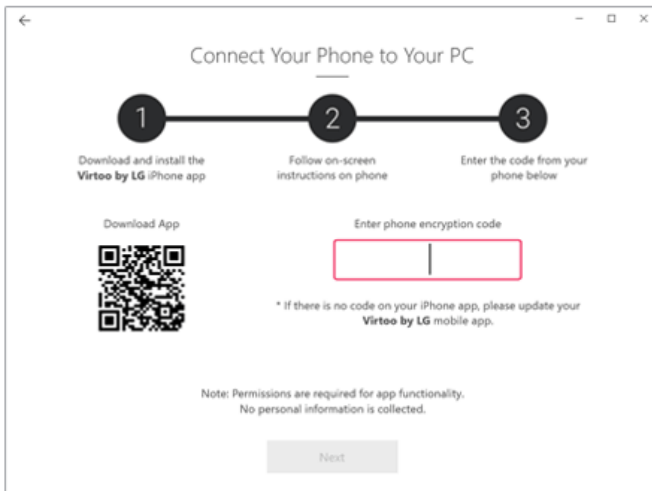 Connect Your Phone to Your PC
1
2
3
Download and install the
Virtoo by LG iPhone app
Follow on-screen
instructions on phone
Enter the code from your
phone below
Download App
Enter phone encryption code
* If there is no code on your iPhone app, please update your
Virtoo by LG mobile app.
Note: Permissions are required for app functionality.
No personal information is collected.
Next